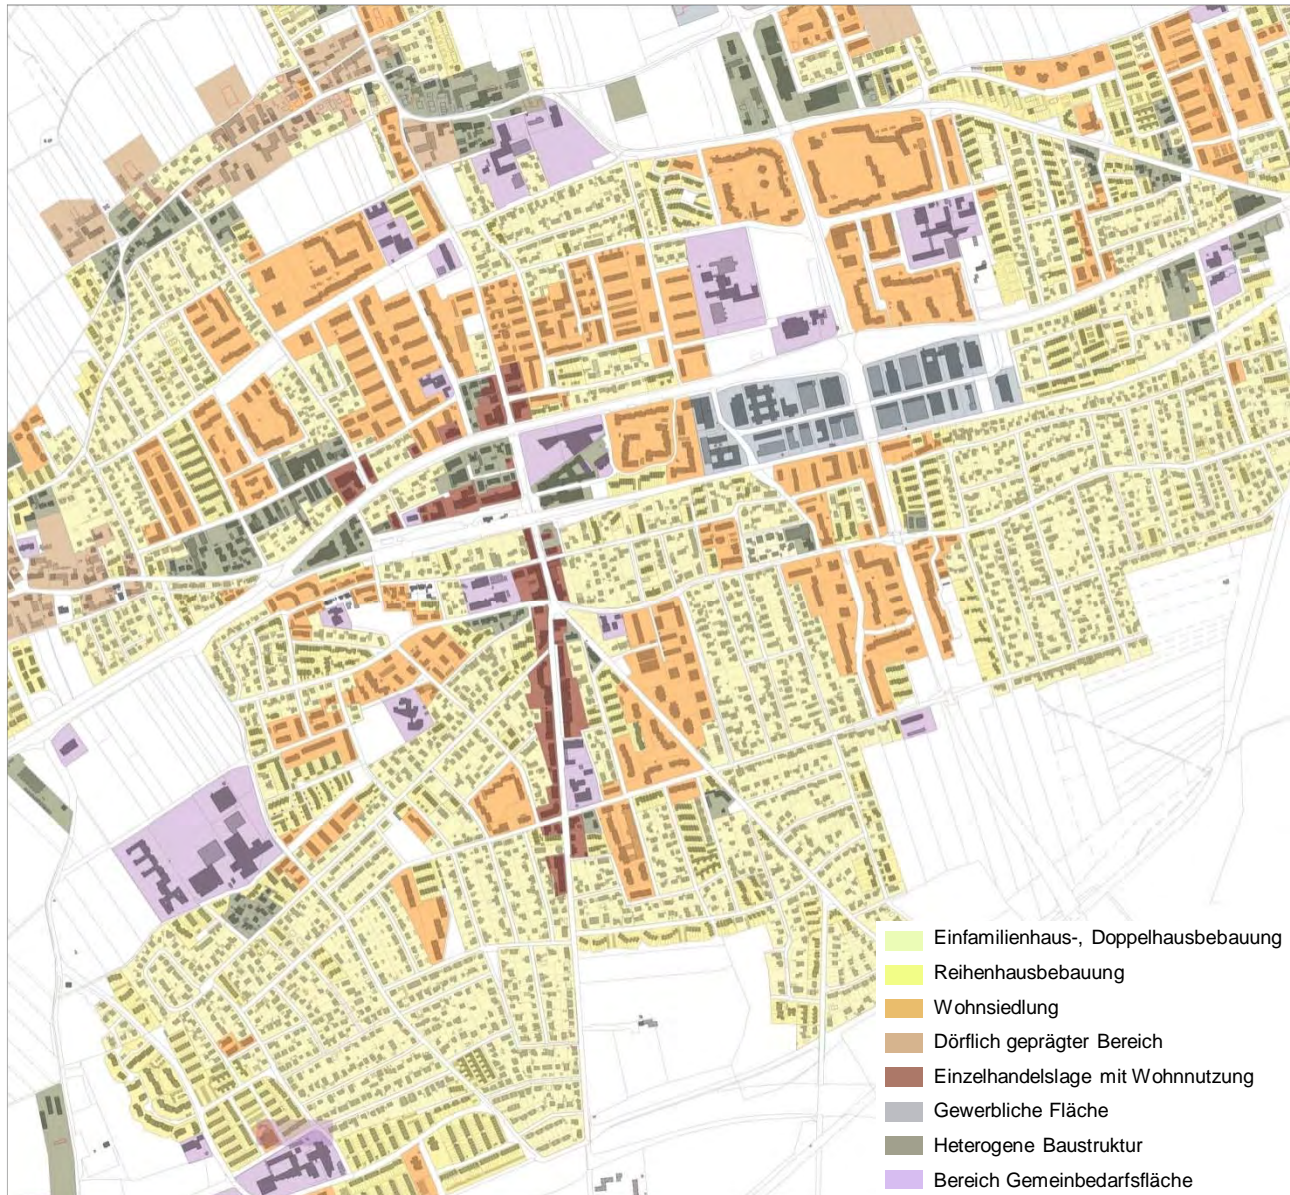 Einfamilienhaus-, Doppelhausbebauung
Reihenhausbebauung
Wohnsiedlung
Dörflich geprägter Bereich
Einzelhandelslage mit Wohnnutzung
Gewerbliche Fläche
Heterogene Baustruktur
Bereich Gemeinbedarfsfläche